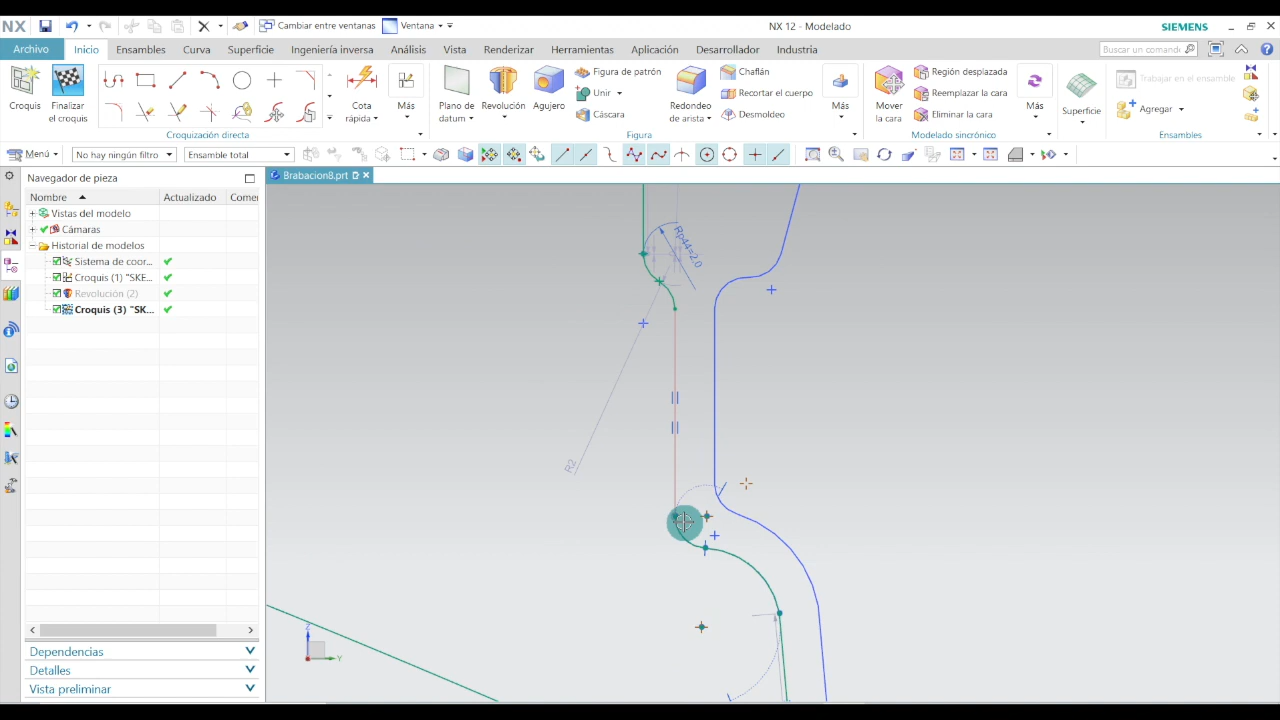 NX
Cambiar entre ventanas
Ventana
NX 12 - Modelado
SIEMENS
Archivo
Inicio
Ensambles
Curva
Superficie
Ingeniería inversa
Análisis
Vista
Renderizar
Herramientas
Aplicación
Desarrollador
Industria
Buscar un comando
Croquis
Finalizar
el croquis
Croquización directa
Cota
rápida
Más
Plano de
datum
Revolución
Agujero
Figura de patrón
Unir
Cáscara
Redondeo
de arista
Chaflán
Recortar el cuerpo
Desmoldeo
Más
Figura
Mover
la cara
Región desplazada
Reemplazar la cara
Eliminar la cara
Más
Modelado sincrónico
Superficie
Trabajar en el ensamble
Agregar
Ensambles
Menú
No hay ningún filtro
Ensamble total
Navegador de pieza
Brabacion8.prt
Nombre
Actualizado
Comer
Vistas del modelo
Cámaras
Historial de modelos
Sistema de coor...
Croquis (1) "SKE...
Revolución (2)
Croquis (3) "SK...
Dependencias
Detalles
Vista preliminar
Rp44=2.0
R2
Z
Y